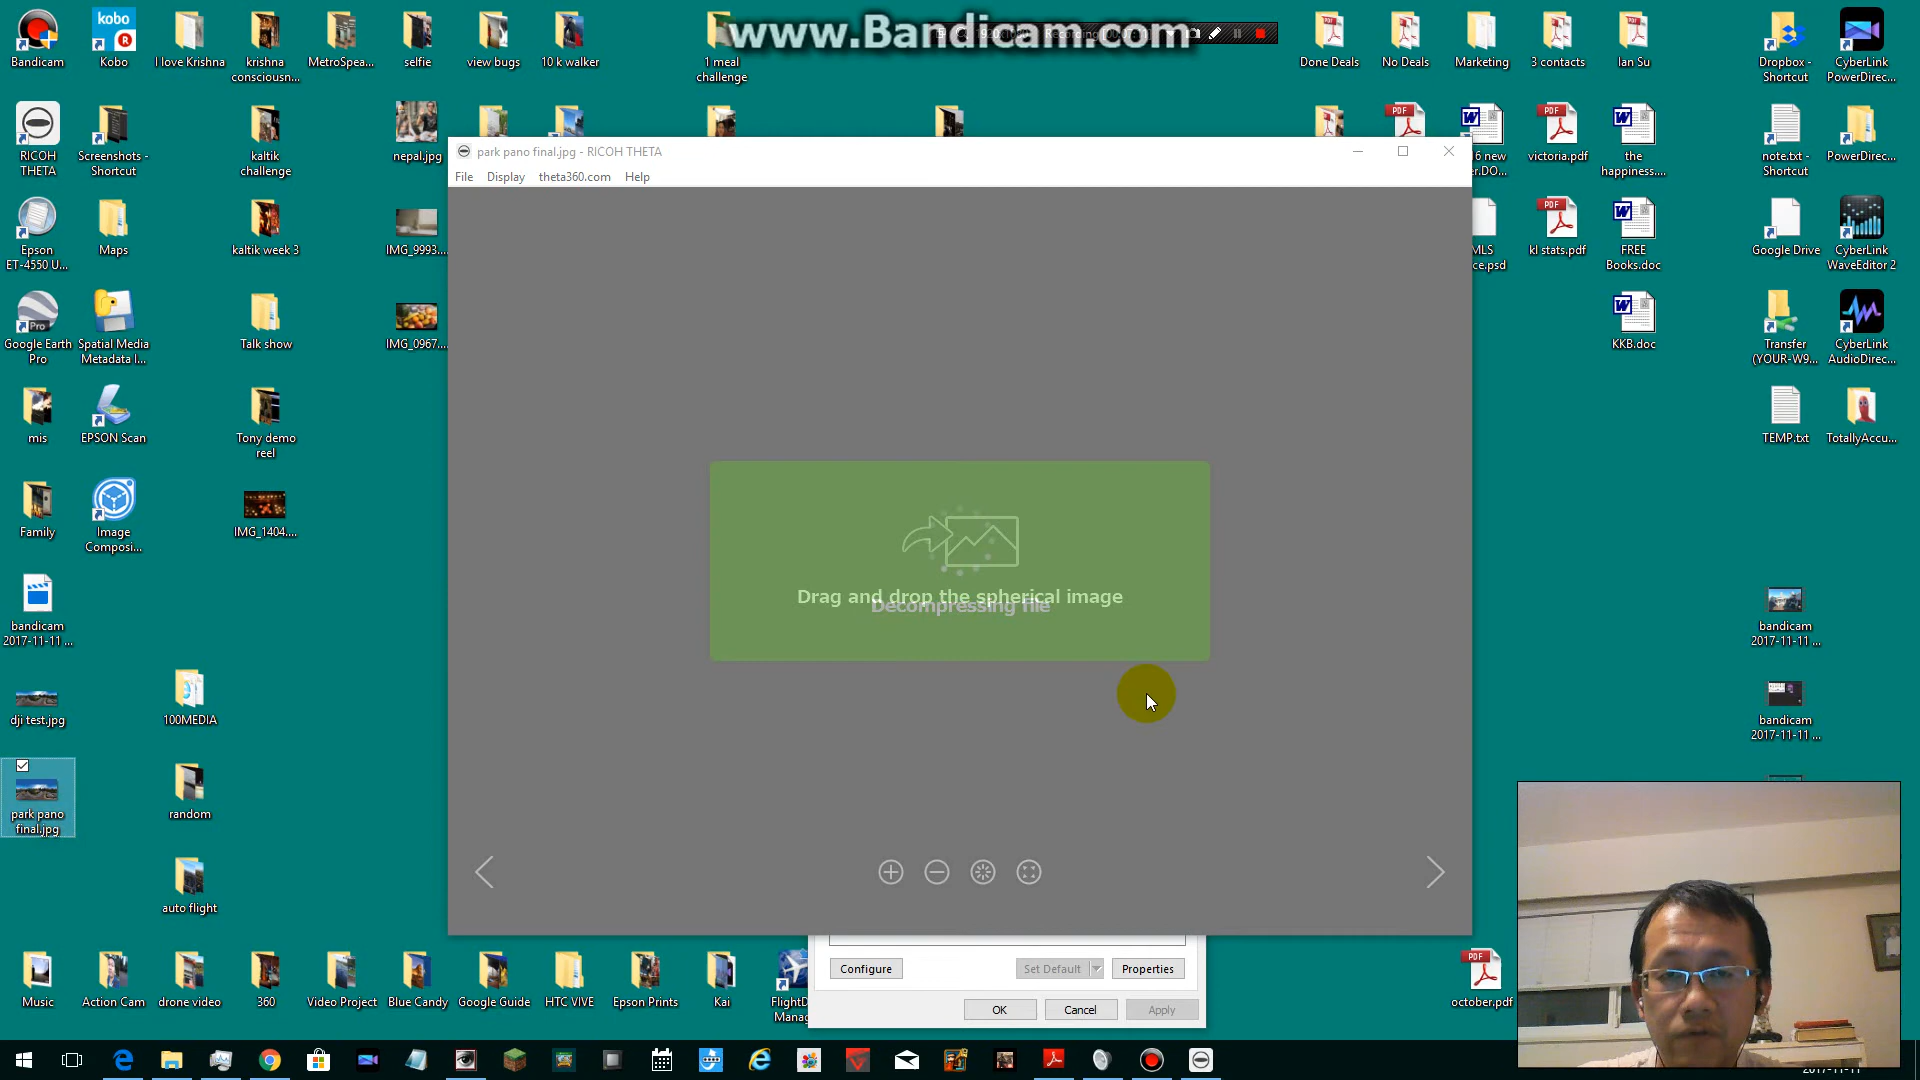 www.Bandicam.com
Bandicam
kobo
Kobo
I love Krishna
krishna
consciousn...
MetroSpea...
selfie
view bugs
10 k walker
1 meal
challenge
Done Deals
No Deals
Marketing
3 contacts
Ian Su
Dropbox -
Shortcut
CyberLink
PowerDirec...
RICOH
THETA
Screenshots -
Shortcut
kaltik
challenge
nepal.jpg
victoria.pdf
the
happiness....
note.txt -
Shortcut
PowerDirec...
park pano final.jpg - RICOH THETA
File
Display
theta360.com
Help
Epson
ET-4550 U...
Maps
kaltik week 3
IMG_9993....
kl stats.pdf
FREE
Books.doc
Google Drive
CyberLink
WaveEditor 2
Pro
Google Earth
Pro
Spatial Media
Metadata I...
Talk show
IMG_0967....
KKB.doc
Transfer
(YOUR-W9...
CyberLink
AudioDirec...
mis
EPSON Scan
Tony demo
reel
TEMP.txt
TotallyAccu...
Family
Image
Composi...
IMG_1404....
Drag and drop the spherical image
Decompressing file
bandicam
2017-11-11 ...
bandicam
2017-11-11 ...
dji test.jpg
100MEDIA
bandicam
2017-11-11 ...
park pano
final.jpg
random
auto flight
Configure
Set Default
Properties
OK
Cancel
Apply
Music
Action Cam
drone video
360
Video Project
Blue Candy
Google Guide
HTC VIVE
Epson Prints
Kai
october.pdf